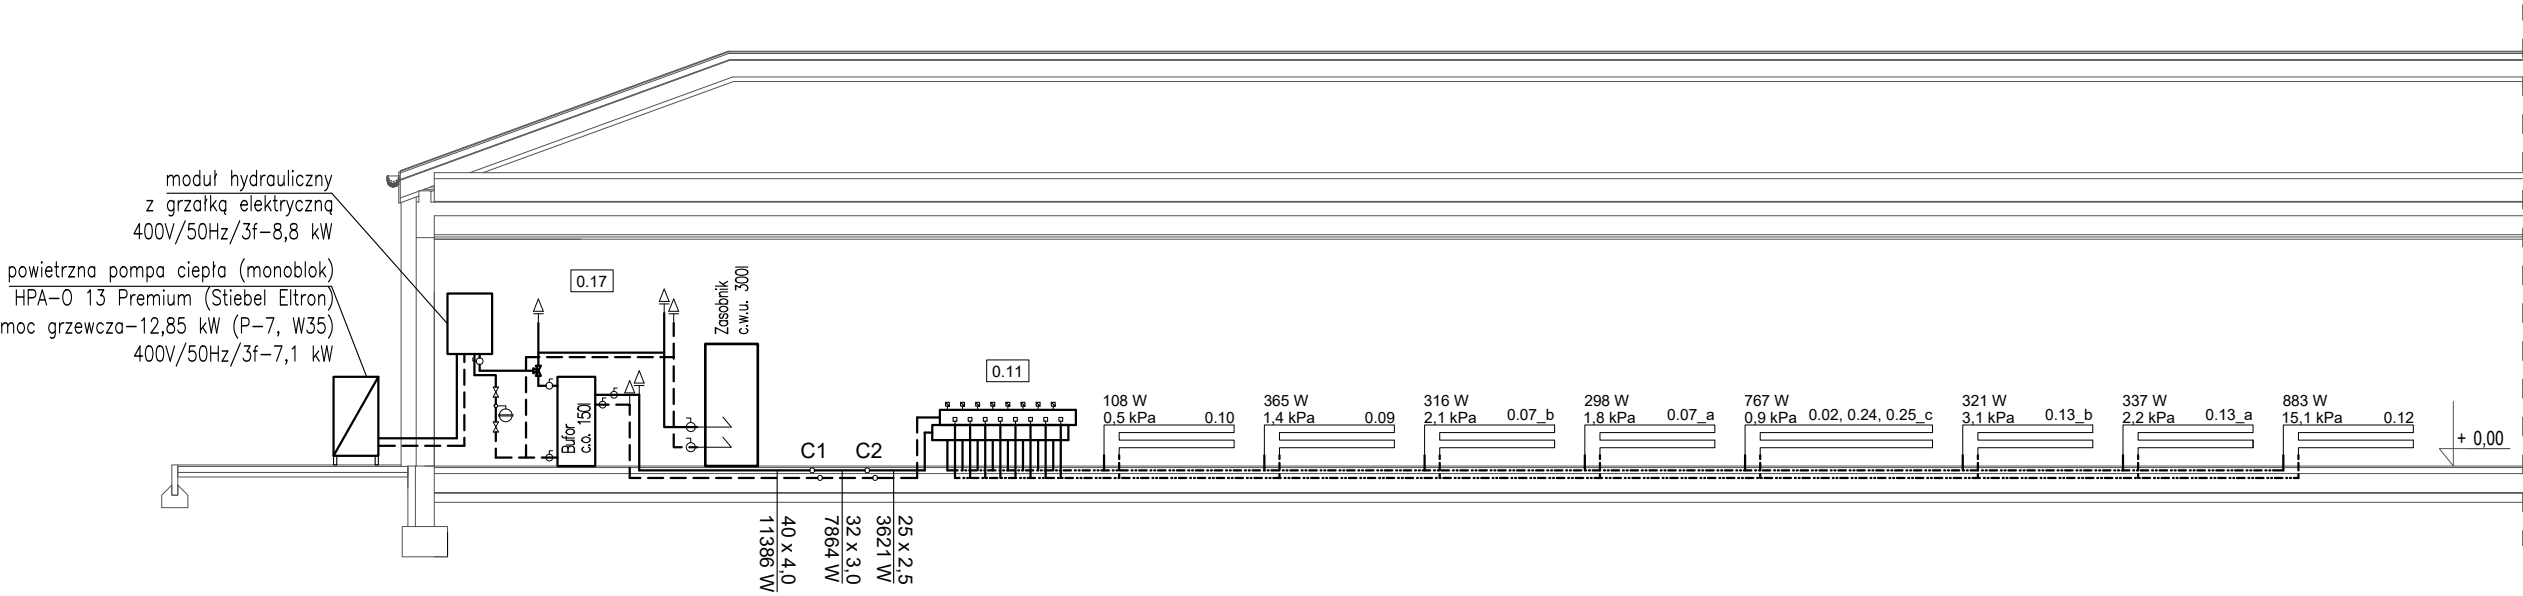 moduł hydrauliczny
z grzałką elektryczną
400V/50Hz/3f-8,8 kW
powietrzna pompa ciepła (monoblok)
HPA-O 13 Premium (Stiebel Eltron)
moc grzewcza-12,85 kW (P-7, W35)
400V/50Hz/3f-7,1 kW
0.17
Zasobnik
c.w.u. 300l
Bufor
c.o. 150l
C1
C2
40 x 4,0
11386 W
32 x 3,0
7864 W
25 x 2,5
3621 W
0.11
108 W
0,5 kPa 0.10
365 W
1,4 kPa 0.09
316 W
2,1 kPa 0.07_b
298 W
1,8 kPa 0.07_a
767 W
0,9 kPa 0.02, 0.24, 0.25_c
321 W
3,1 kPa 0.13_b
337 W
2,2 kPa 0.13_a
883 W
15,1 kPa 0.12
+ 0,00